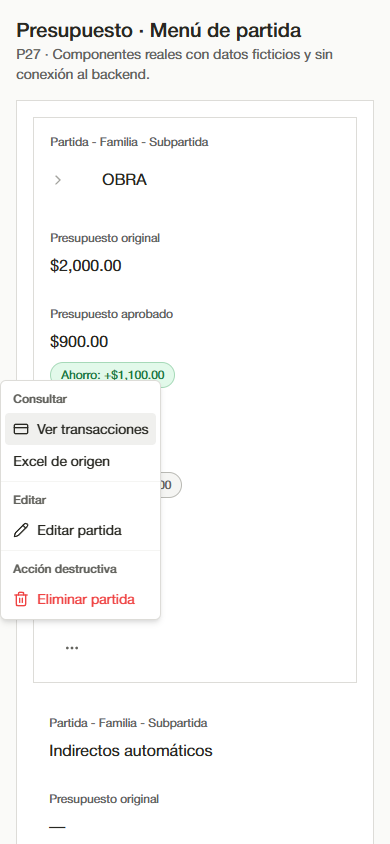 Presupuesto · Menú de partida
P27 · Componentes reales con datos ficticios y sin
conexión al backend.
Partida - Familia - Subpartida
OBRA
Presupuesto original
$2,000.00
Presupuesto aprobado
$900.00
Ahorro: +$1,100.00
Consultar
Ver transacciones
Excel de origen
00
Editar
Editar partida
Acción destructiva
Eliminar partida
...
Partida - Familia - Subpartida
Indirectos automáticos
Presupuesto original
—